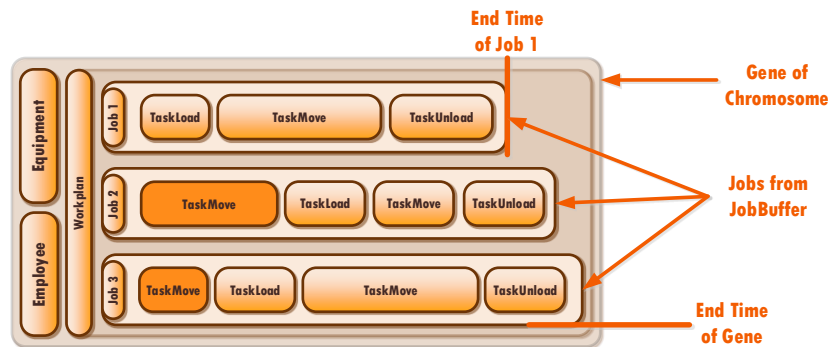 End Time
of Job 1
Gene of
Chromosome
Equipment
Employee
Workplan
Job 1
TaskLoad
TaskMove
TaskUnload
Job 2
TaskMove
TaskLoad
TaskMove
TaskUnload
Jobs from
JobBuffer
Job 3
TaskMove
TaskLoad
TaskMove
TaskUnload
End Time
of Gene